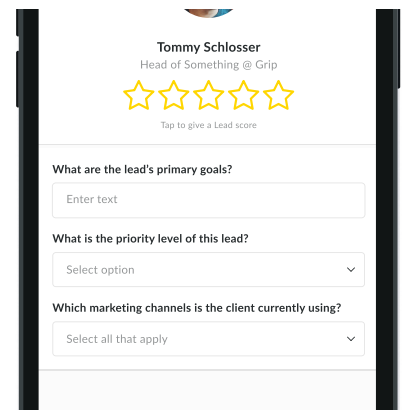 Tommy Schlosser
Head of Something @ Grip
Tap to give a Lead score
What are the lead's primary goals?
Enter text
What is the priority level of this lead?
Select option
Which marketing channels is the client currently using?
Select all that apply